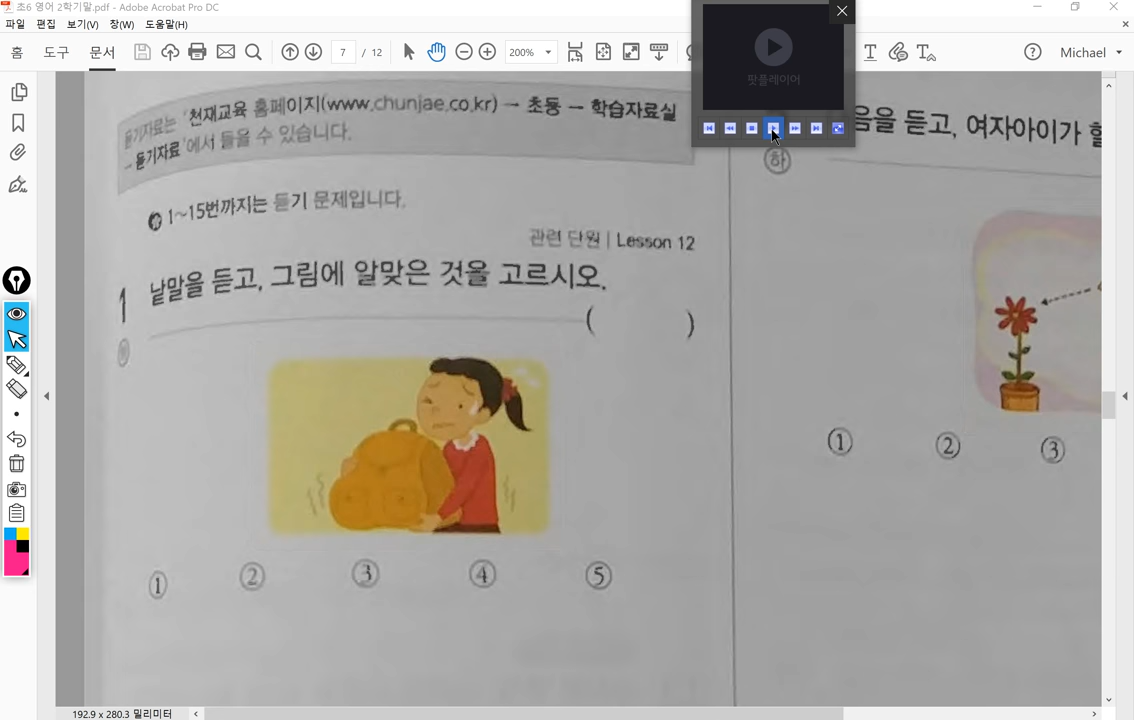 초6 영어 2학기말.pdf - Adobe Acrobat Pro DC
파일 편집 보기(V) 창(W) 도움말(H)
홈 도구 문서 7 / 12 200% Michael
팟플레이어
듣기자료는 '천재교육 홈페이지(www.chunjae.co.kr) → 초등 → 학습자료실
→ 듣기자료'에서 들을 수 있습니다.
1~15번까지는 듣기 문제입니다.
관련 단원 | Lesson 12
1 낱말을 듣고, 그림에 알맞은 것을 고르시오.
( )
① ② ③ ④ ⑤
음을 듣고, 여자아이가
하
① ② ③
192.9 x 280.3 밀리미터